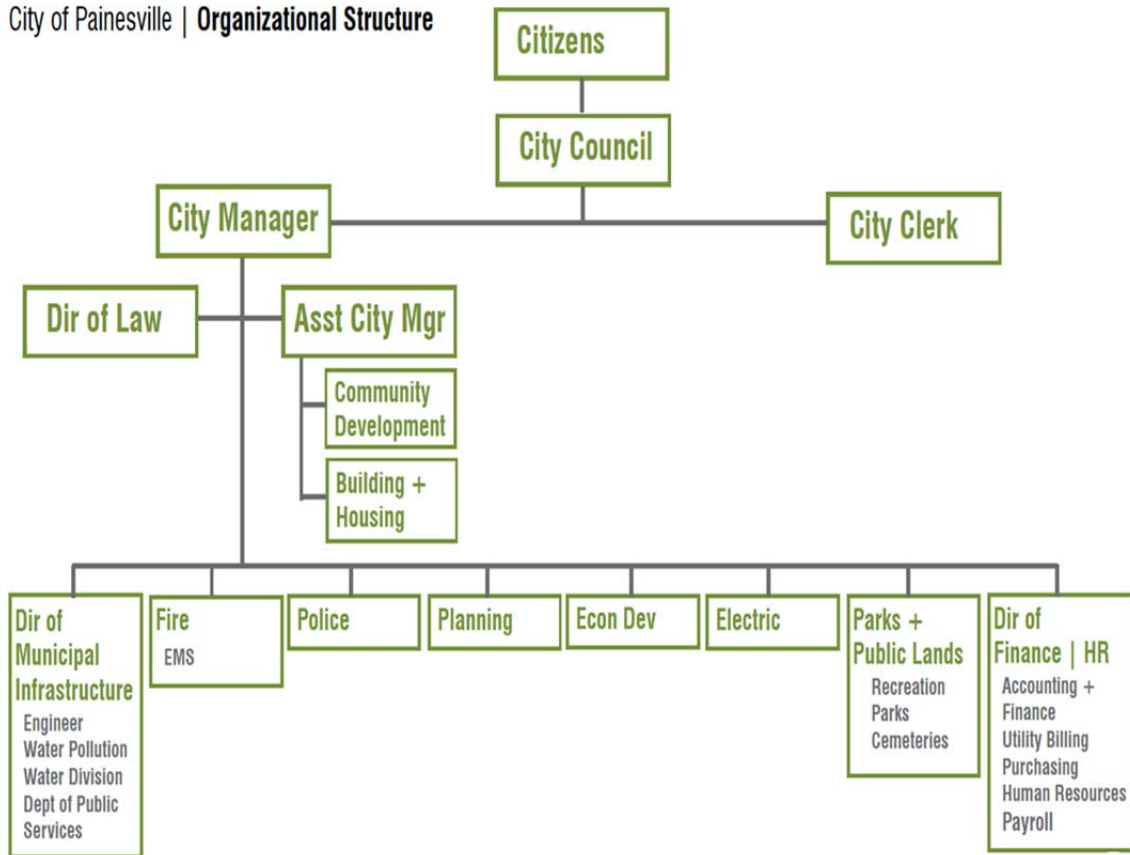 City of Painesville | Organizational Structure
Citizens
City Council
City Manager
City Clerk
Dir of Law
Asst City Mgr
Community
Development
Building +
Housing
Dir of
Municipal
Infrastructure
Engineer
Water Pollution
Water Division
Dept of Public
Services
Fire
EMS
Police
Planning
Econ Dev
Electric
Parks +
Public Lands
Recreation
Parks
Cemeteries
Dir of
Finance | HR
Accounting +
Finance
Utility Billing
Purchasing
Human Resources
Payroll